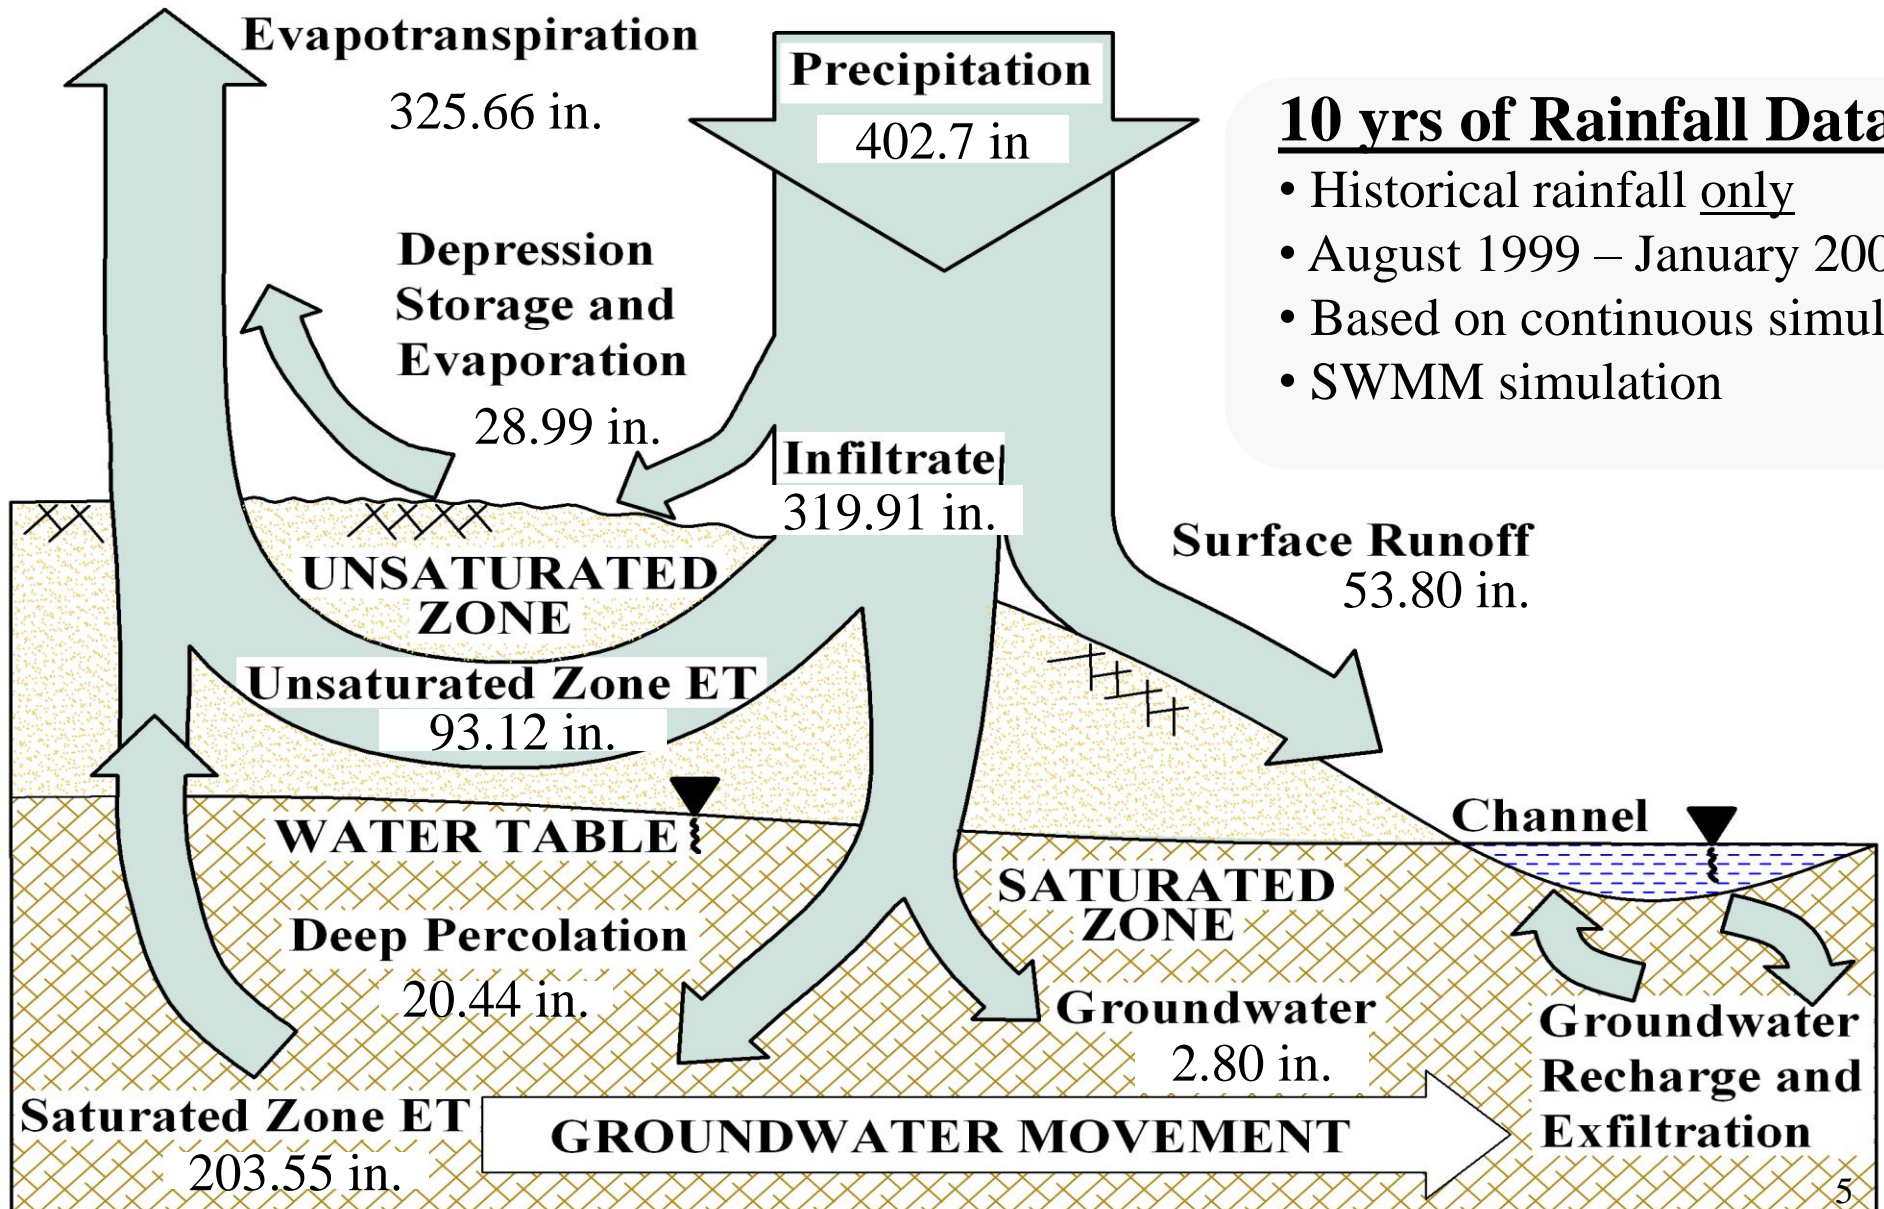 Evapotranspiration
325.66 in.
Precipitation
402.7 in
10 yrs of Rainfall Data
• Historical rainfall only
• August 1999 – January 200
• Based on continuous simul
• SWMM simulation
Depression
Storage and
Evaporation
28.99 in.
Infiltrate
319.91 in.
Surface Runoff
53.80 in.
UNSATURATED
ZONE
Unsaturated Zone ET
93.12 in.
WATER TABLE
Channel
SATURATED
ZONE
Deep Percolation
20.44 in.
Groundwater
2.80 in.
Groundwater
Recharge and
Exfiltration
Saturated Zone ET
203.55 in.
GROUNDWATER MOVEMENT
5